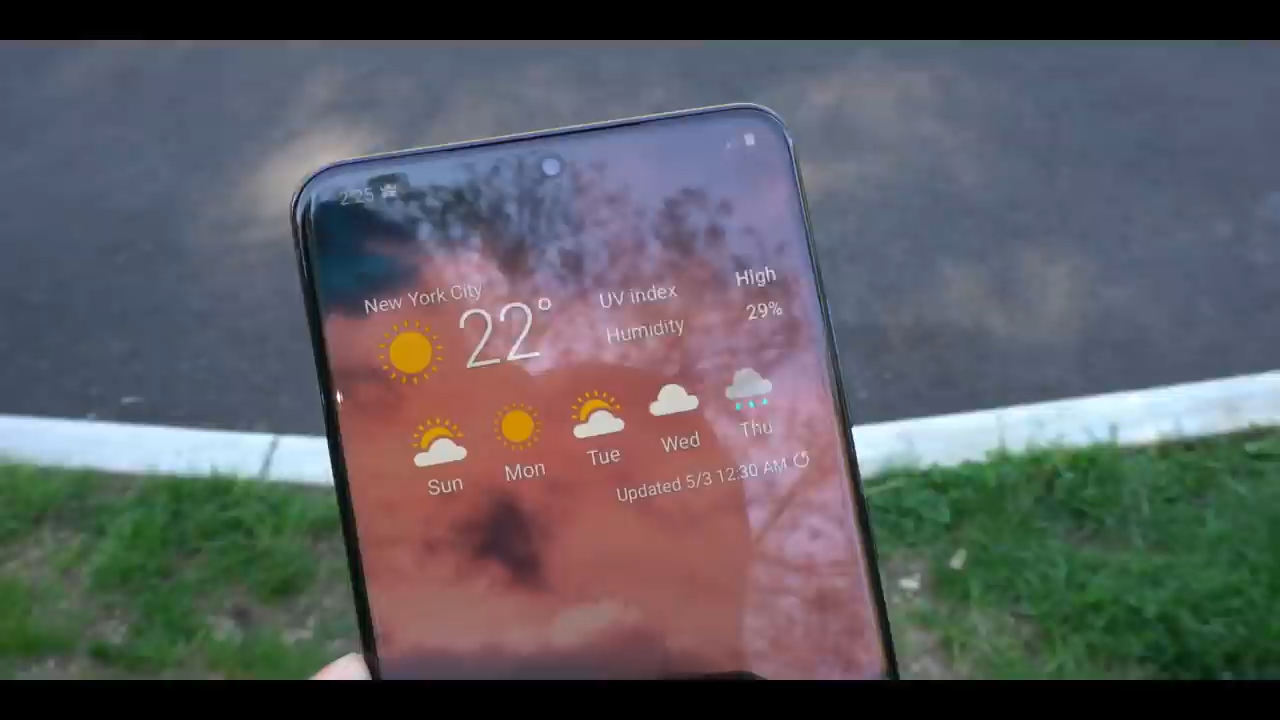 2:25
New York City
22°
UV index High
Humidity 29%
Sun Mon Tue Wed Thu
Updated 5/3 12:30 AM